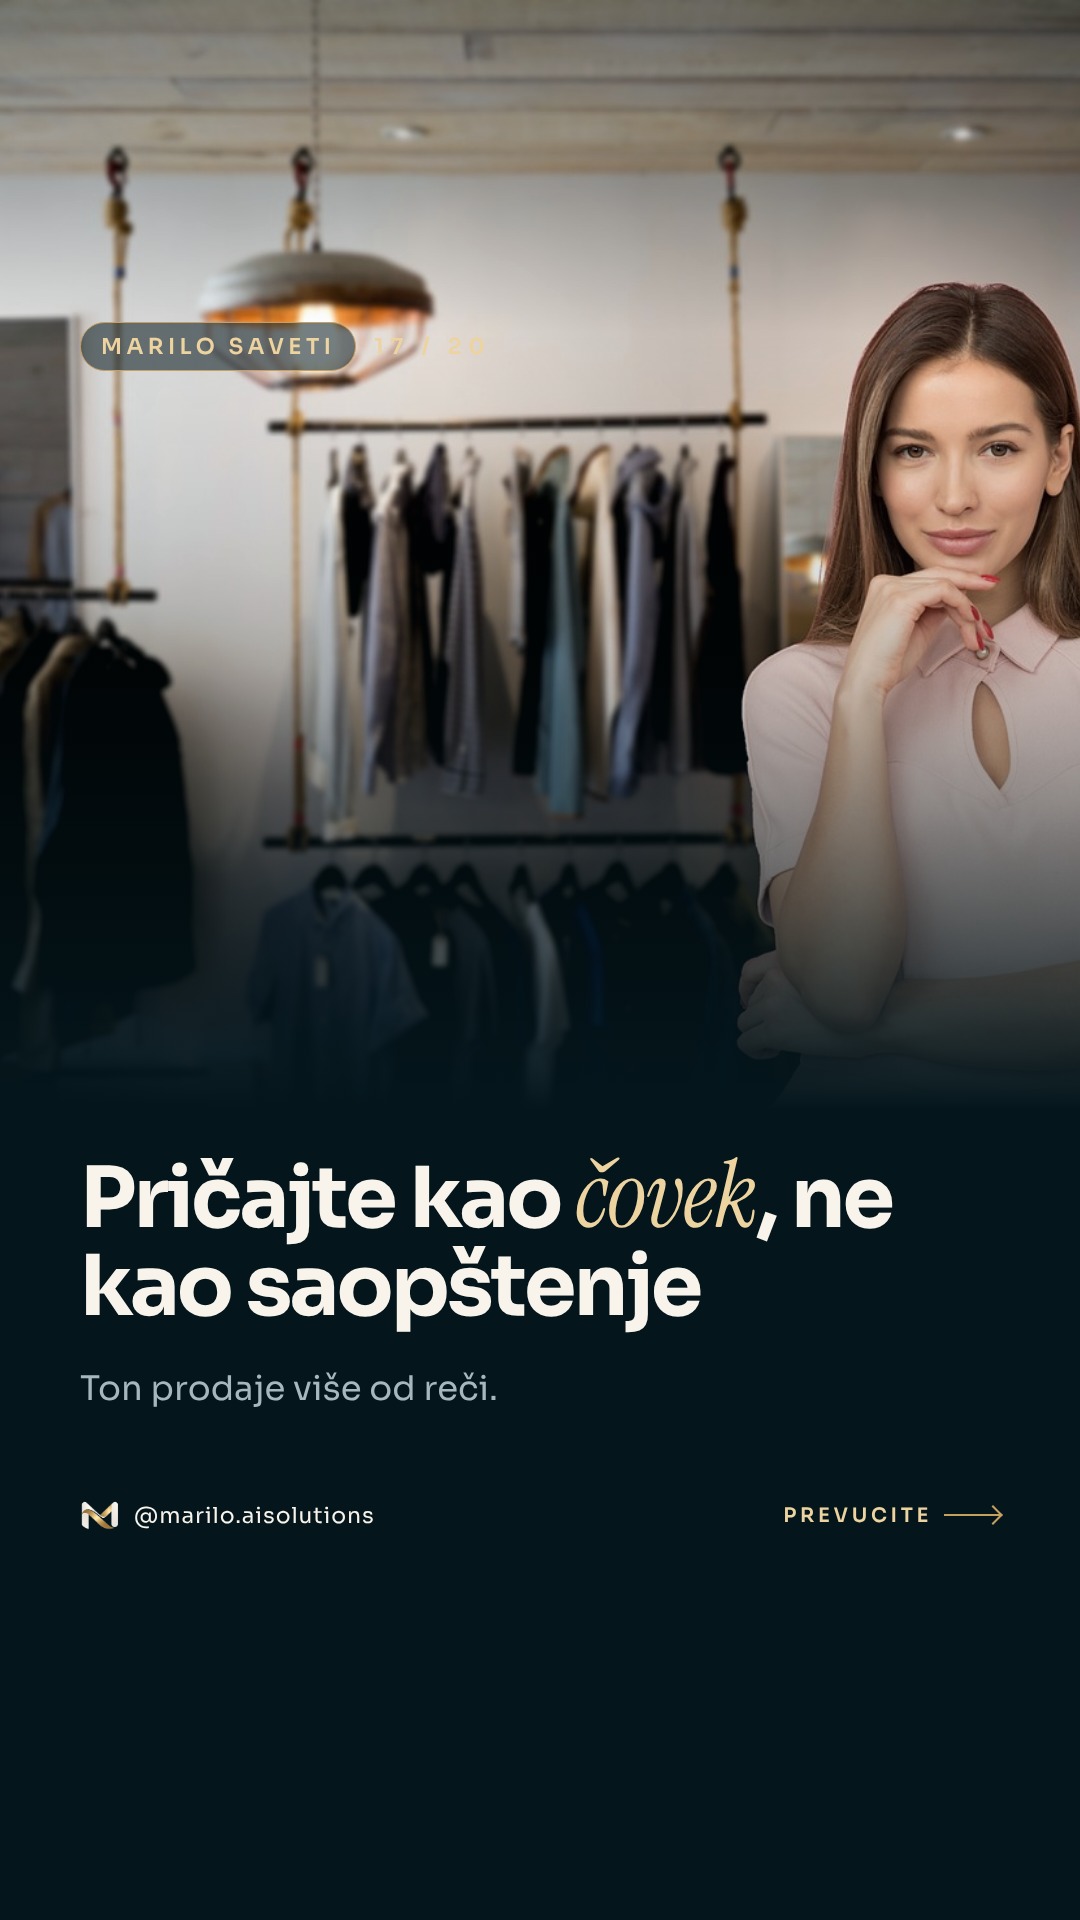 MARILO SAVETI 17 / 20
Pričajte kao čovek, ne
kao saopštenje
Ton prodaje više od reči.
@marilo.aisolutions
PREVUCITE